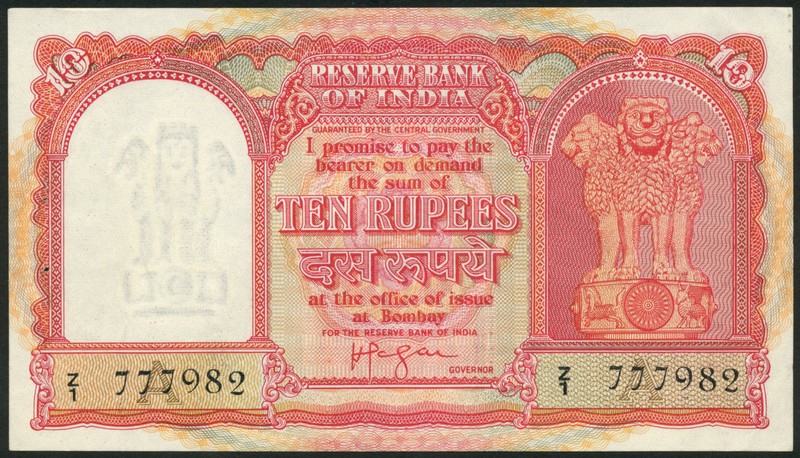 10 10
RESERVE BANK
OF INDIA
GUARANTEED BY THE CENTRAL GOVERNMENT
I promise to pay the
bearer on demand
the sum of
TEN RUPEES
दस रुपये
at the office of issue
at Bombay
FOR THE RESERVE BANK OF INDIA
GOVERNOR
Z/1 777982 A
Z/1 777982 A